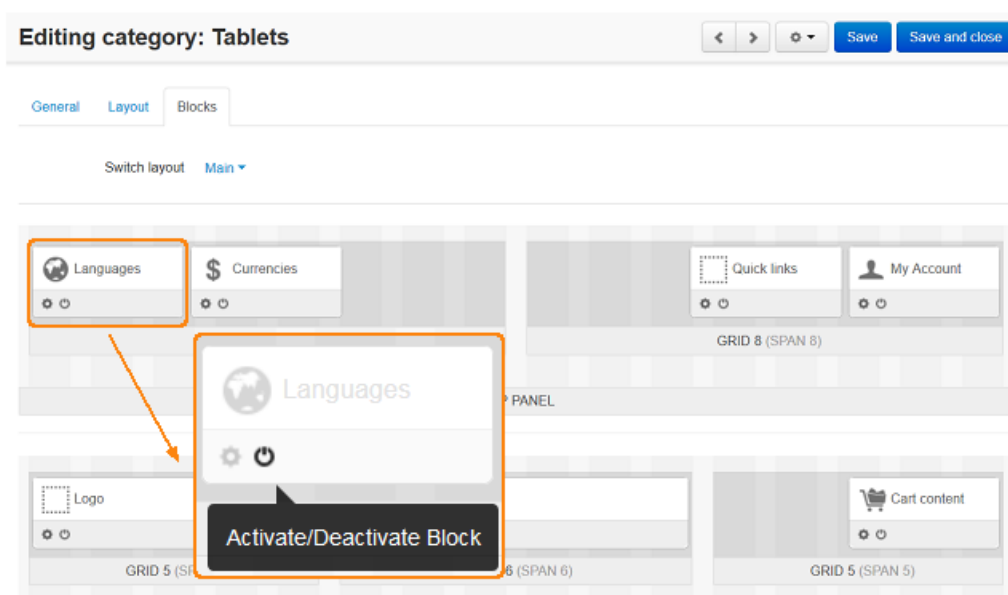 Editing category: Tablets
Save
Save and close
General
Layout
Blocks
Switch layout
Main
Languages
$ Currencies
Quick links
My Account
GRID 8 (SPAN 8)
Languages
PANEL
Logo
Cart content
Activate/Deactivate Block
GRID 5
6 (SPAN 6)
GRID 5 (SPAN 5)